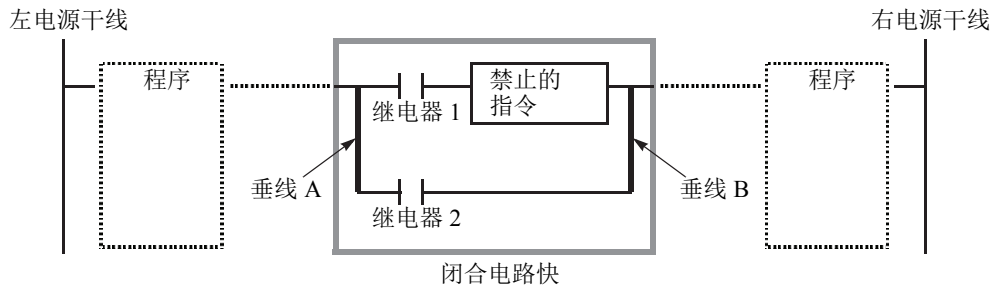 左电源干线
右电源干线
程序
禁止的
指令
程序
继电器 1
垂线 A
垂线 B
继电器 2
闭合电路快